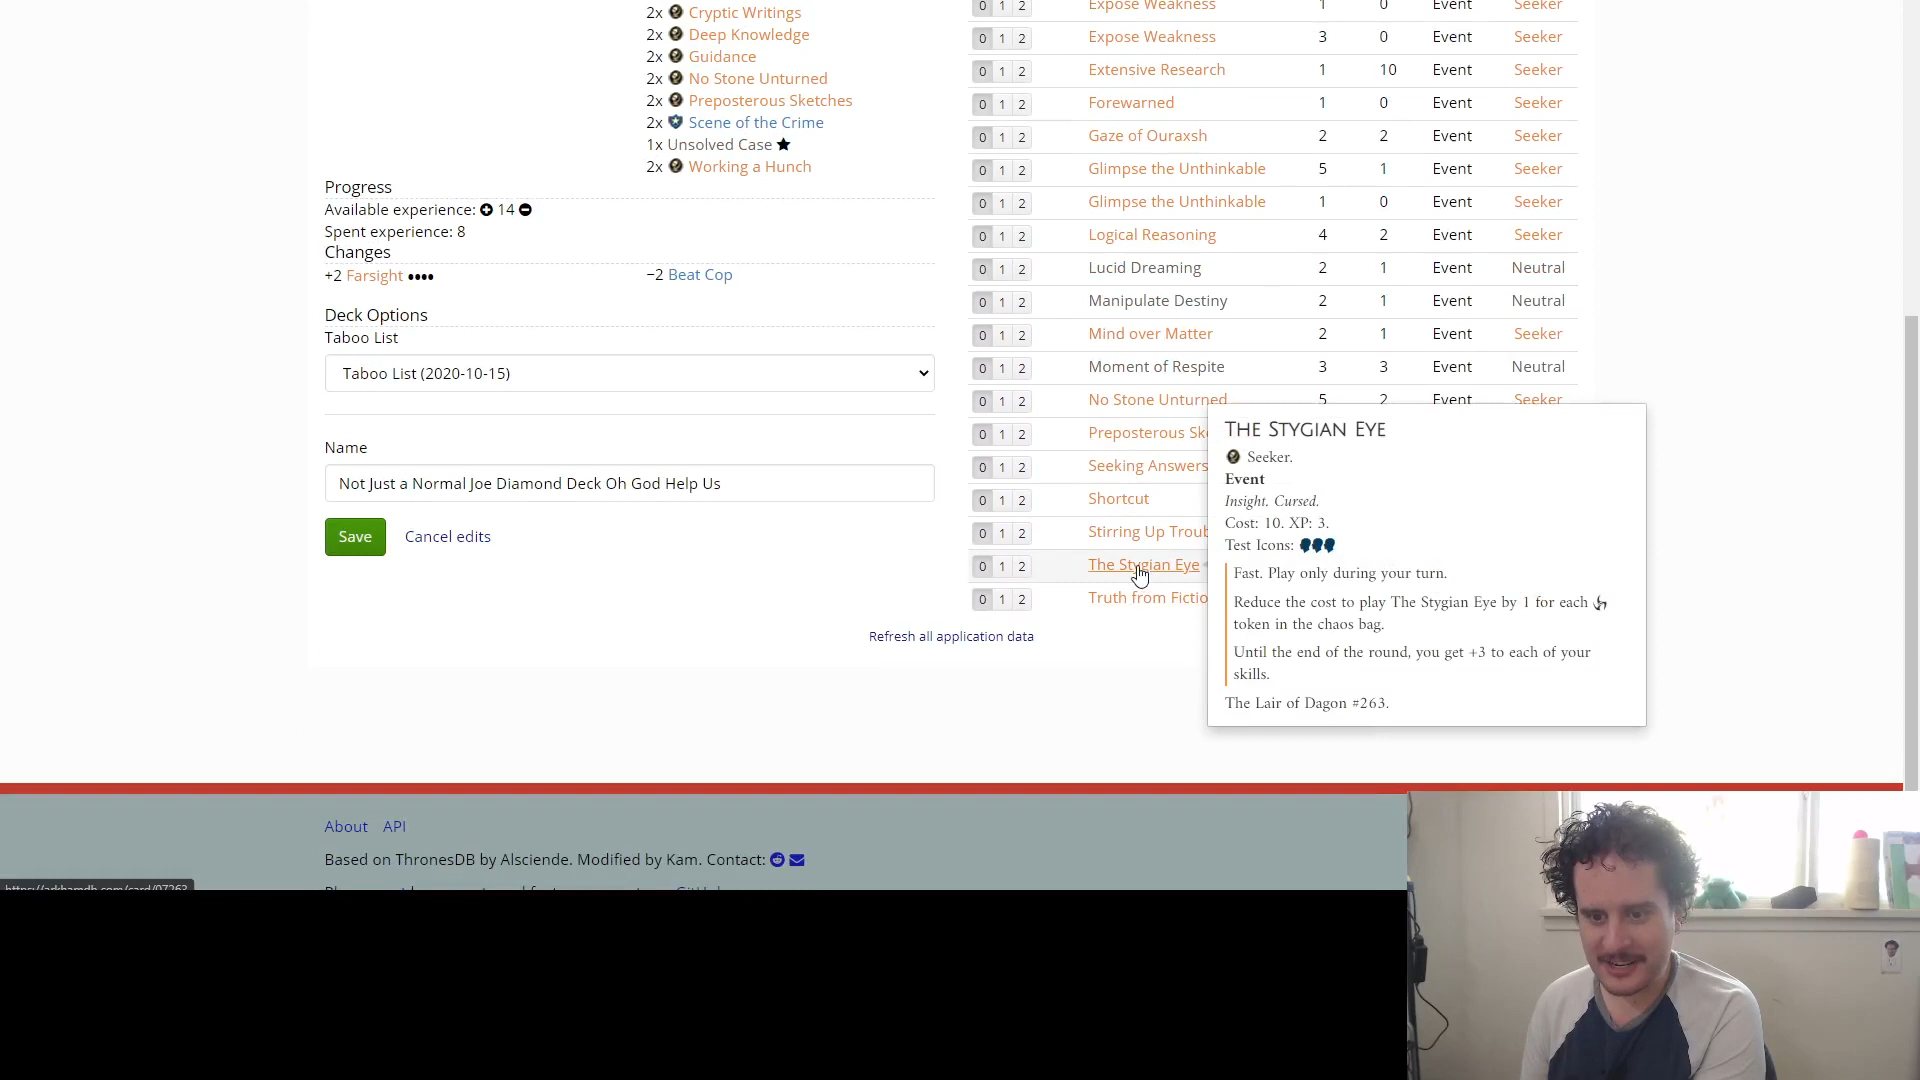 2x Cryptic Writings
2x Deep Knowledge
2x Guidance
2x No Stone Unturned
2x Preposterous Sketches
2x Scene of the Crime
1x Unsolved Case
2x Working a Hunch
Progress
Available experience: 14
Spent experience: 8
Changes
+2 Farsight ••••
−2 Beat Cop
Deck Options
Taboo List
Taboo List (2020-10-15)
Name
Not Just a Normal Joe Diamond Deck Oh God Help Us
Save Cancel edits
0 1 2 Expose Weakness 1 0 Event Seeker
0 1 2 Expose Weakness 3 0 Event Seeker
0 1 2 Extensive Research 1 10 Event Seeker
0 1 2 Forewarned 1 0 Event Seeker
0 1 2 Gaze of Ouraxsh 2 2 Event Seeker
0 1 2 Glimpse the Unthinkable 5 1 Event Seeker
0 1 2 Glimpse the Unthinkable 1 0 Event Seeker
0 1 2 Logical Reasoning 4 2 Event Seeker
0 1 2 Lucid Dreaming 2 1 Event Neutral
0 1 2 Manipulate Destiny 2 1 Event Neutral
0 1 2 Mind over Matter 2 1 Event Seeker
0 1 2 Moment of Respite 3 3 Event Neutral
0 1 2 No Stone Unturned 5 2 Event Seeker
0 1 2 Preposterous Sk
0 1 2 Seeking Answers
0 1 2 Shortcut
0 1 2 Stirring Up Troub
0 1 2 The Stygian Eye
0 1 2 Truth from Fictio
The Stygian Eye
Seeker.
Event
Insight. Cursed.
Cost: 10. XP: 3.
Test Icons:
Fast. Play only during your turn.
Reduce the cost to play The Stygian Eye by 1 for each
token in the chaos bag.
Until the end of the round, you get +3 to each of your
skills.
The Lair of Dagon #263.
Refresh all application data
About API
Based on ThronesDB by Alsciende. Modified by Kam. Contact:
https://arkhamdb.com/card/07263